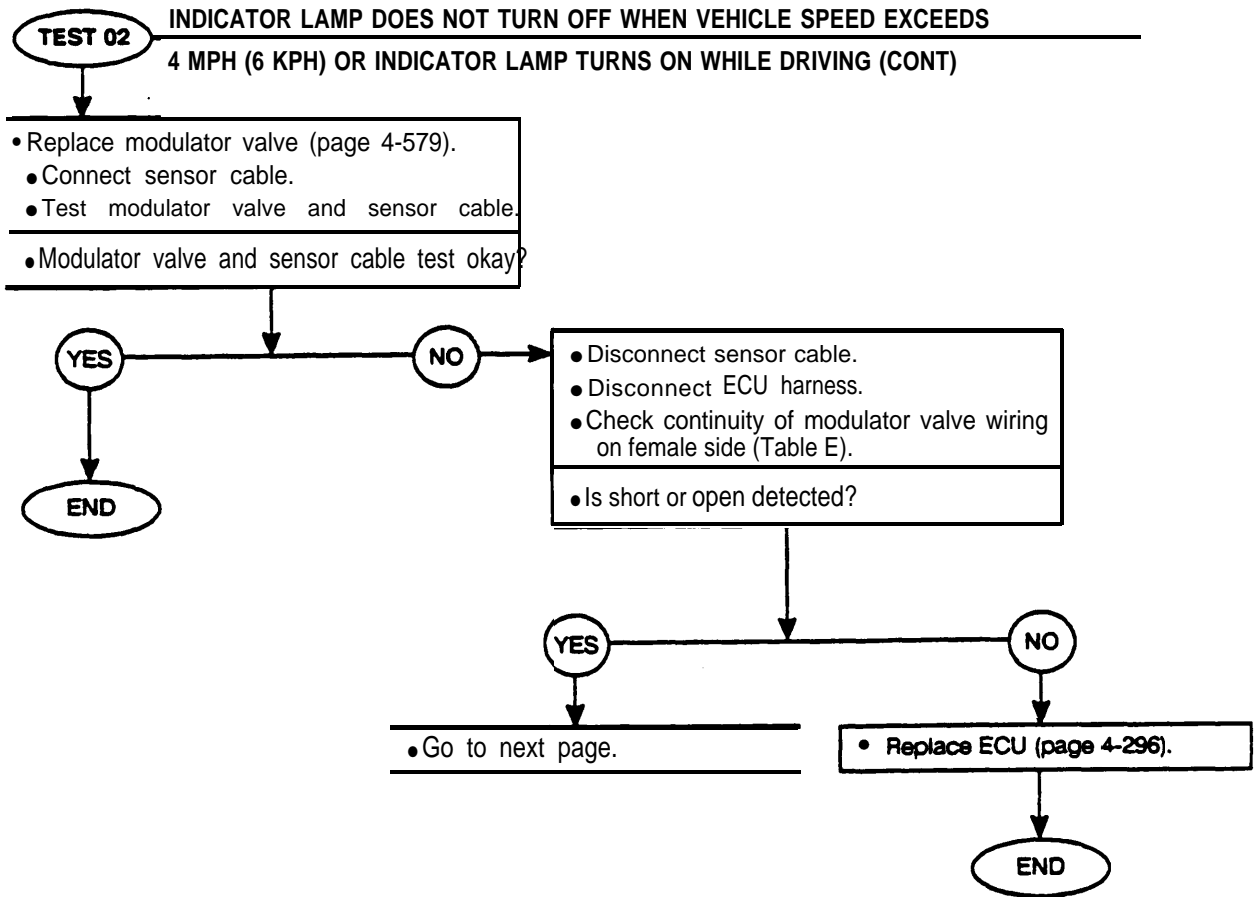 TEST 02
INDICATOR LAMP DOES NOT TURN OFF WHEN VEHICLE SPEED EXCEEDS
4 MPH (6 KPH) OR INDICATOR LAMP TURNS ON WHILE DRIVING (CONT)
• Replace modulator valve (page 4-579).
• Connect sensor cable.
• Test modulator valve and sensor cable.
• Modulator valve and sensor cable test okay?
YES
NO
END
• Disconnect sensor cable.
• Disconnect ECU harness.
• Check continuity of modulator valve wiring
on female side (Table E).
• Is short or open detected?
YES
NO
• Go to next page.
• Replace ECU (page 4-296).
END